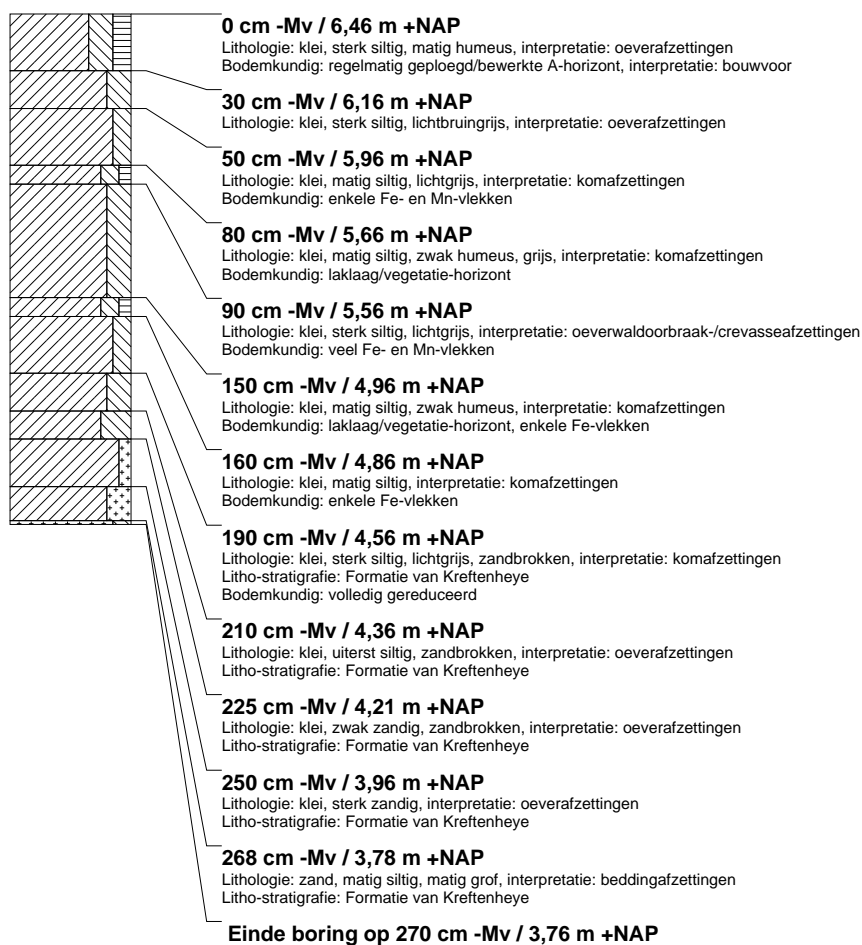 0 cm -Mv / 6,46 m +NAP
Lithologie: klei, sterk siltig, matig humeus, interpretatie: oeverafzettingen
Bodemkundig: regelmatig geploegd/bewerkte A-horizont, interpretatie: bouwvoor
30 cm -Mv / 6,16 m +NAP
Lithologie: klei, sterk siltig, lichtbruingrijs, interpretatie: oeverafzettingen
50 cm -Mv / 5,96 m +NAP
Lithologie: klei, matig siltig, lichtgrijs, interpretatie: komafzettingen
Bodemkundig: enkele Fe- en Mn-vlekken
80 cm -Mv / 5,66 m +NAP
Lithologie: klei, matig siltig, zwak humeus, grijs, interpretatie: komafzettingen
Bodemkundig: laklaag/vegetatie-horizont
90 cm -Mv / 5,56 m +NAP
Lithologie: klei, sterk siltig, lichtgrijs, interpretatie: oeverwaldoorbraak-/crevasseafzettingen
Bodemkundig: veel Fe- en Mn-vlekken
150 cm -Mv / 4,96 m +NAP
Lithologie: klei, matig siltig, zwak humeus, interpretatie: komafzettingen
Bodemkundig: laklaag/vegetatie-horizont, enkele Fe-vlekken
160 cm -Mv / 4,86 m +NAP
Lithologie: klei, matig siltig, interpretatie: komafzettingen
Bodemkundig: enkele Fe-vlekken
190 cm -Mv / 4,56 m +NAP
Lithologie: klei, sterk siltig, lichtgrijs, zandbrokken, interpretatie: komafzettingen
Litho-stratigrafie: Formatie van Kreftenheye
Bodemkundig: volledig gereduceerd
210 cm -Mv / 4,36 m +NAP
Lithologie: klei, uiterst siltig, zandbrokken, interpretatie: oeverafzettingen
Litho-stratigrafie: Formatie van Kreftenheye
225 cm -Mv / 4,21 m +NAP
Lithologie: klei, zwak zandig, zandbrokken, interpretatie: oeverafzettingen
Litho-stratigrafie: Formatie van Kreftenheye
250 cm -Mv / 3,96 m +NAP
Lithologie: klei, sterk zandig, interpretatie: oeverafzettingen
Litho-stratigrafie: Formatie van Kreftenheye
268 cm -Mv / 3,78 m +NAP
Lithologie: zand, matig siltig, matig grof, interpretatie: beddingafzettingen
Litho-stratigrafie: Formatie van Kreftenheye
Einde boring op 270 cm -Mv / 3,76 m +NAP